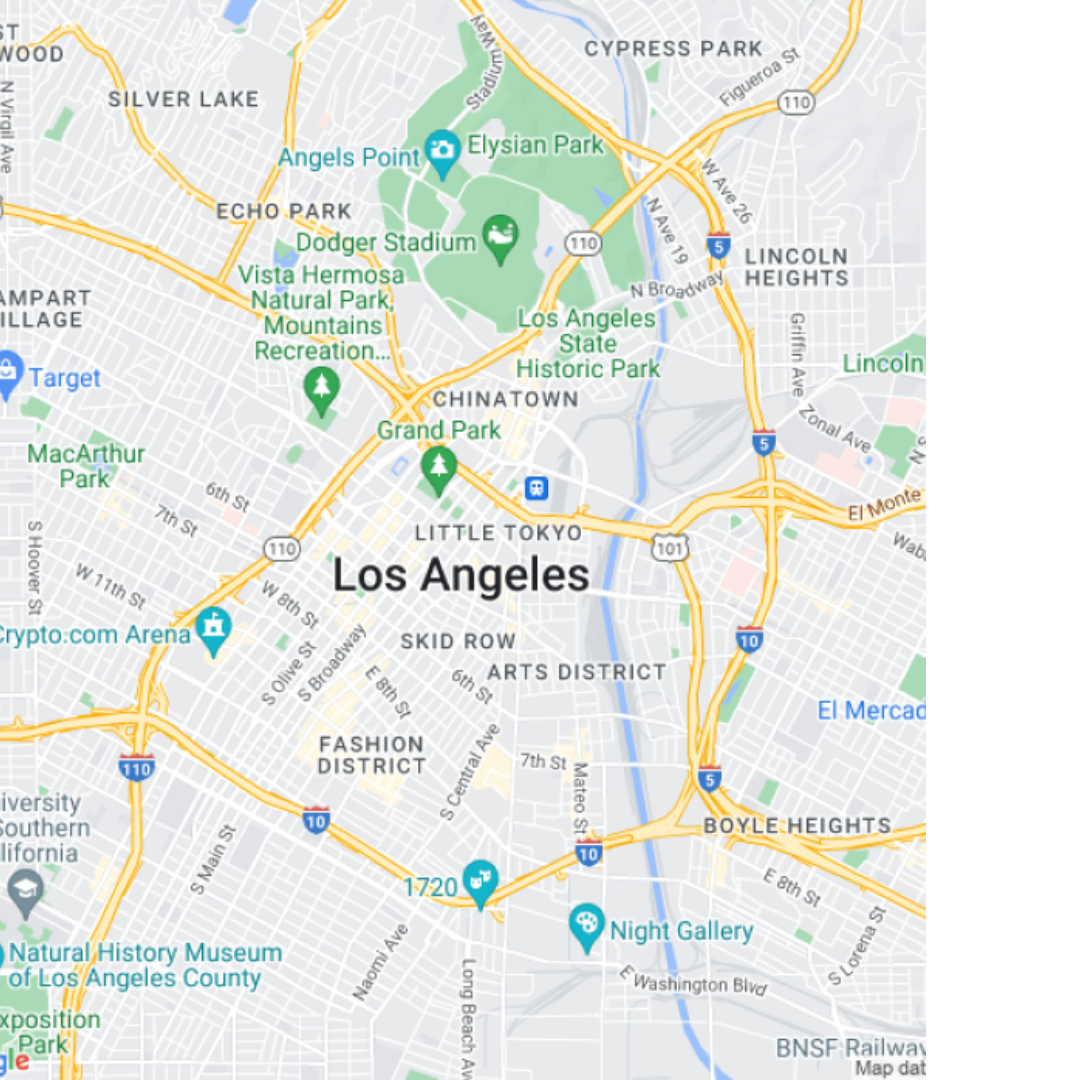 ST
WOOD
CYPRESS PARK
Figueroa St
110
SILVER LAKE
N Virgil Ave
Stadium Way
Elysian Park
Angels Point
W Ave 26
ECHO PARK
N Ave 19
Dodger Stadium
110
5
LINCOLN
HEIGHTS
Vista Hermosa
Natural Park,
Mountains
Recreation...
N Broadway
AMPART
ILLAGE
Los Angeles
State
Historic Park
Griffin Ave
Lincoln
Target
CHINATOWN
Grand Park
Zonal Ave
5
S
N
MacArthur
Park
6th St
7th St
El Monte
LITTLE TOKYO
110
101
Wab
S Hoover St
Los Angeles
W 11th St
W 8th St
Crypto.com Arena
SKID ROW
10
ARTS DISTRICT
S Olive St
S Broadway
E 8th St
6th St
El Mercad
FASHION
DISTRICT
S Central Ave
7th St
Mateo St
110
5
10
iversity
Southern
lifornia
BOYLE HEIGHTS
10
S Main St
1720
E 8th St
Night Gallery
S Lorena St
Natural History Museum
of Los Angeles County
Naomi Ave
Long Beach Av
E Washington Blvd
xposition
Park
gle
BNSF Railway
Map dat